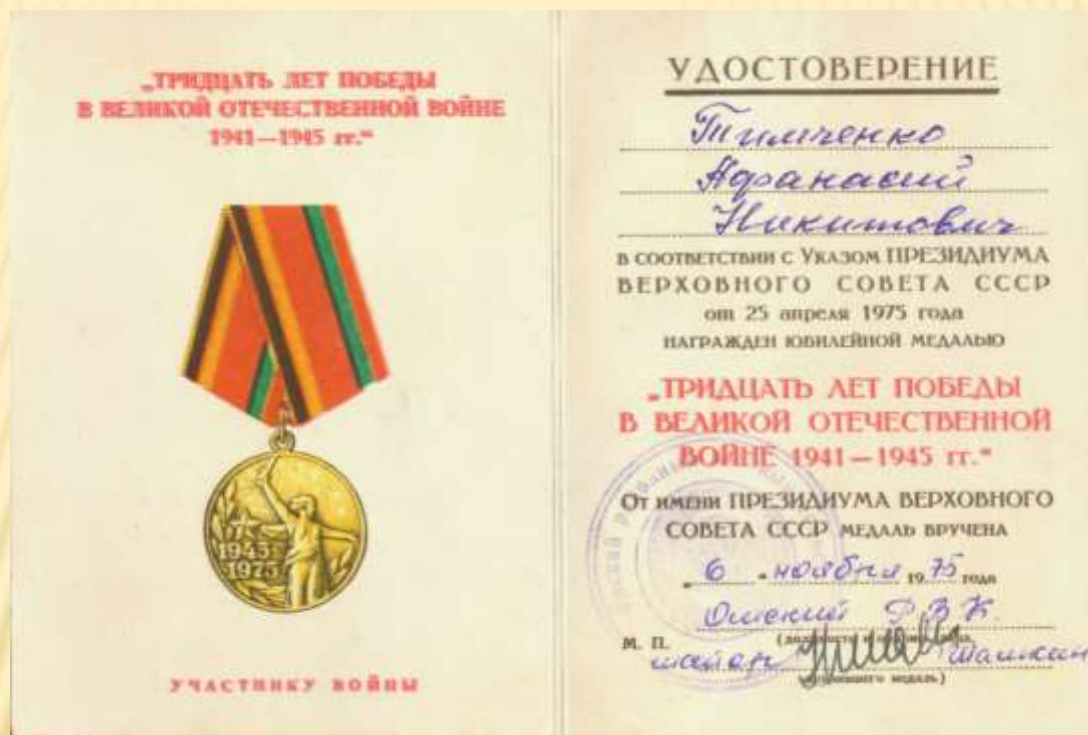 „ТРИДЦАТЬ ЛЕТ ПОБЕДЫ
В ВЕЛИКОЙ ОТЕЧЕСТВЕННОЙ ВОЙНЕ
1941—1945 гг.“
1945
1975
УЧАСТНИКУ ВОЙНЫ
УДОСТОВЕРЕНИЕ
Тимченко
Афанасий
Никитович
в соответствии с Указом ПРЕЗИДИУМА
ВЕРХОВНОГО СОВЕТА СССР
от 25 апреля 1975 года
НАГРАЖДЕН ЮБИЛЕЙНОЙ МЕДАЛЬЮ
„ТРИДЦАТЬ ЛЕТ ПОБЕДЫ
В ВЕЛИКОЙ ОТЕЧЕСТВЕННОЙ
ВОЙНЕ 1941—1945 гг.“
От имени ПРЕЗИДИУМА ВЕРХОВНОГО
СОВЕТА СССР медаль вручена
„6“ ноября 1975 года
Омский Р В К
М. П.
майор
медаль)